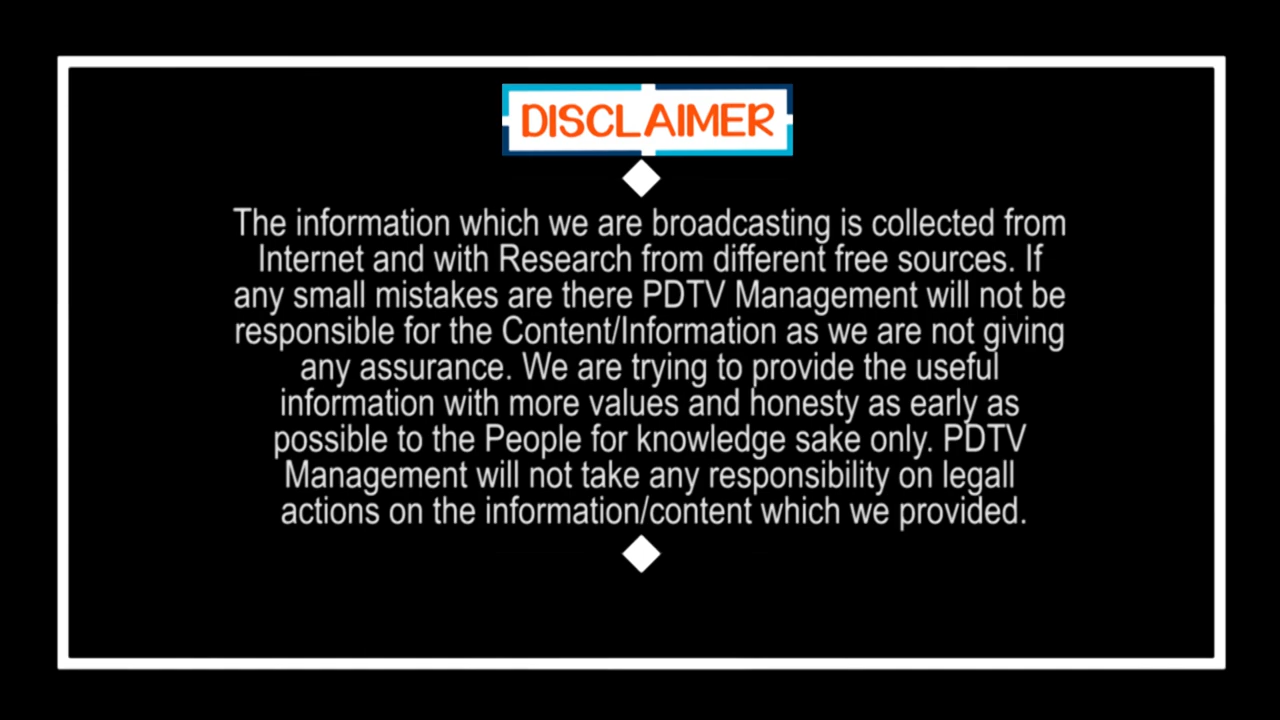 DISCLAIMER
The information which we are broadcasting is collected from
Internet and with Research from different free sources. If
any small mistakes are there PDTV Management will not be
responsible for the Content/Information as we are not giving
any assurance. We are trying to provide the useful
information with more values and honesty as early as
possible to the People for knowledge sake only. PDTV
Management will not take any responsibility on legall
actions on the information/content which we provided.